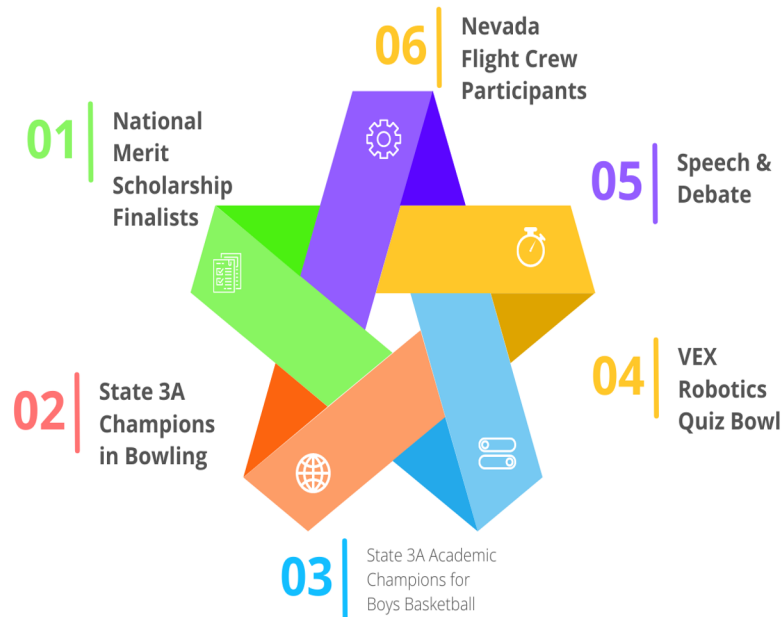 01
National
Merit
Scholarship
Finalists
02
State 3A
Champions
in Bowling
03
State 3A Academic
Champions for
Boys Basketball
04
VEX
Robotics
Quiz Bowl
05
Speech &
Debate
06
Nevada
Flight Crew
Participants